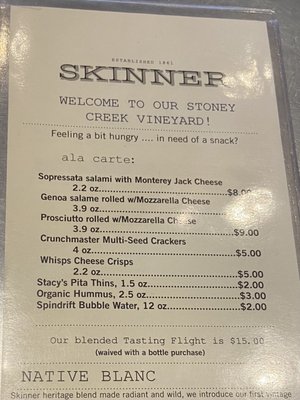 ESTABLISHED 1861
SKINNER
WELCOME TO OUR STONEY
CREEK VINEYARD!
Feeling a bit hungry .... in need of a snack?
ala carte:
Sopressata salami with Monterey Jack Cheese
2.2 oz...$8.00
Genoa salame rolled w/Mozzarella Cheese
3.9 oz...
Prosciutto rolled w/Mozzarella Cheese
3.9 oz...$9.00
Crunchmaster Multi-Seed Crackers
4 oz...$5.00
Whisps Cheese Crisps
2.2 oz...$5.00
Stacy's Pita Thins, 1.5 oz...$2.00
Organic Hummus, 2.5 oz...$3.00
Spindrift Bubble Water, 12 oz...$2.00
Our blended Tasting Flight is $15.00
(waived with a bottle purchase)
NATIVE BLANC
Skinner heritage blend made radiant and wild, we introduce our first vintage